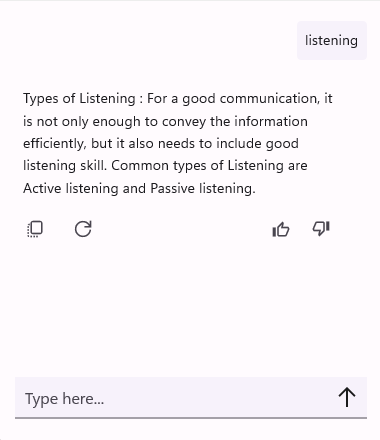 listening
Types of Listening : For a good communication, it
is not only enough to convey the information
efficiently, but it also needs to include good
listening skill. Common types of Listening are
Active listening and Passive listening.
Type here...